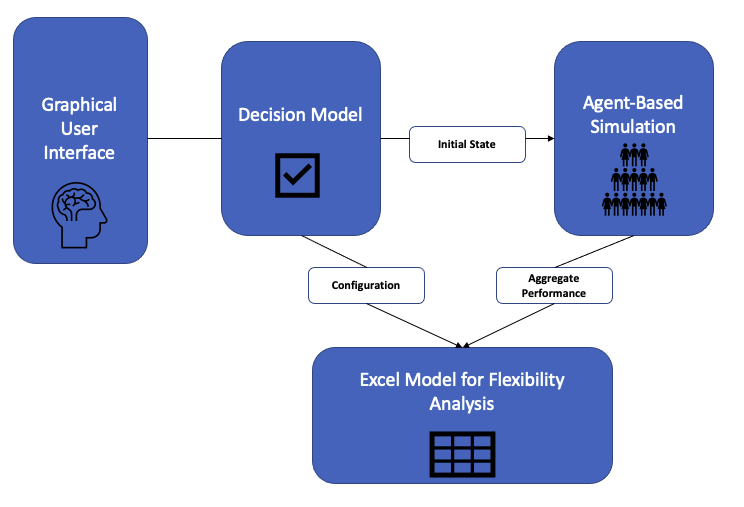 Graphical
User
Interface
Decision Model
Initial State
Agent-Based
Simulation
Configuration
Aggregate
Performance
Excel Model for Flexibility
Analysis